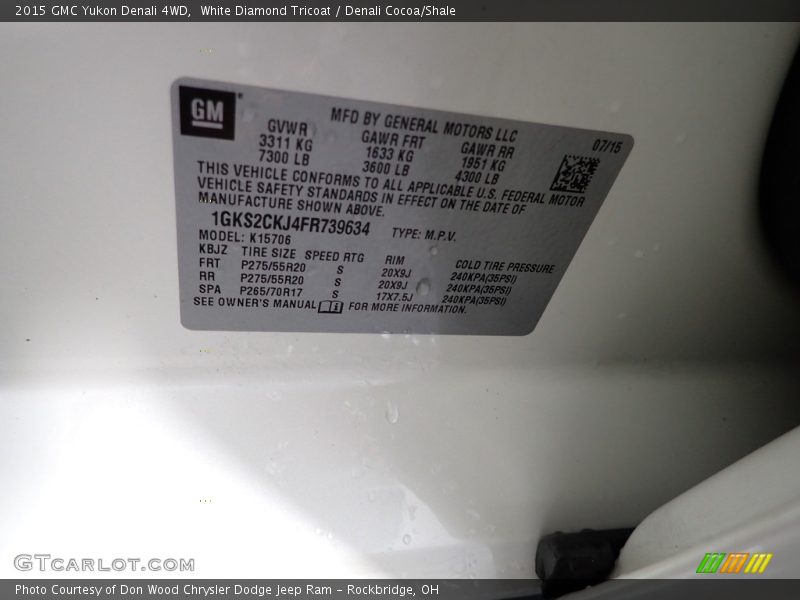 2015 GMC Yukon Denali 4WD, White Diamond Tricoat / Denali Cocoa/Shale
GM
MFD BY GENERAL MOTORS LLC
07/15
GVWR GAWR FRT GAWR RR
3311 KG 1633 KG 1951 KG
7300 LB 3600 LB 4300 LB
THIS VEHICLE CONFORMS TO ALL APPLICABLE U.S. FEDERAL MOTOR
VEHICLE SAFETY STANDARDS IN EFFECT ON THE DATE OF
MANUFACTURE SHOWN ABOVE.
1GKS2CKJ4FR739634 TYPE: M.P.V.
MODEL: K15706
KBJZ TIRE SIZE SPEED RTG RIM COLD TIRE PRESSURE
FRT P275/55R20 S 20X9J 240KPA(35PSI)
RR P275/55R20 S 20X9J 240KPA(35PSI)
SPA P265/70R17 S 17X7.5J 240KPA(35PSI)
SEE OWNER'S MANUAL FOR MORE INFORMATION.
GTCARLOT.COM
Photo Courtesy of Don Wood Chrysler Dodge Jeep Ram – Rockbridge, OH